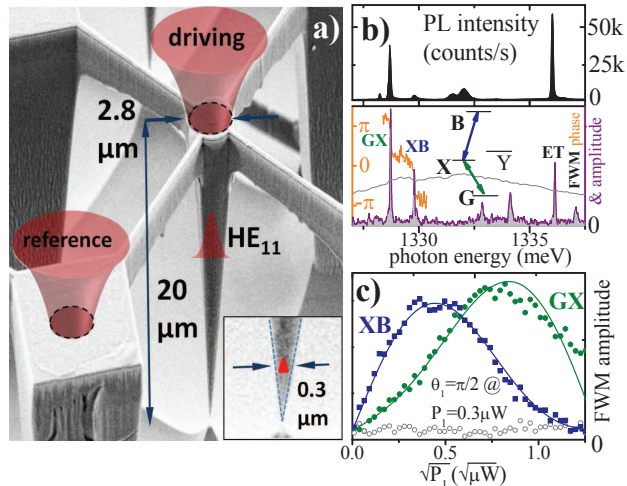 a)
driving
2.8
μm
reference
HE₁₁
20
μm
0.3
μm
b)
PL intensity
(counts/s)
50k
25k
0
π
0
-π
GX
XB
B
X
Y
G
ET
FWM phase
& amplitude
0
1330
1335
photon energy (meV)
c)
XB
GX
θ₁=π/2 @
P₁=0.3μW
FWM amplitude
0
0.0
0.5
1.0
√P₁ (√μW)